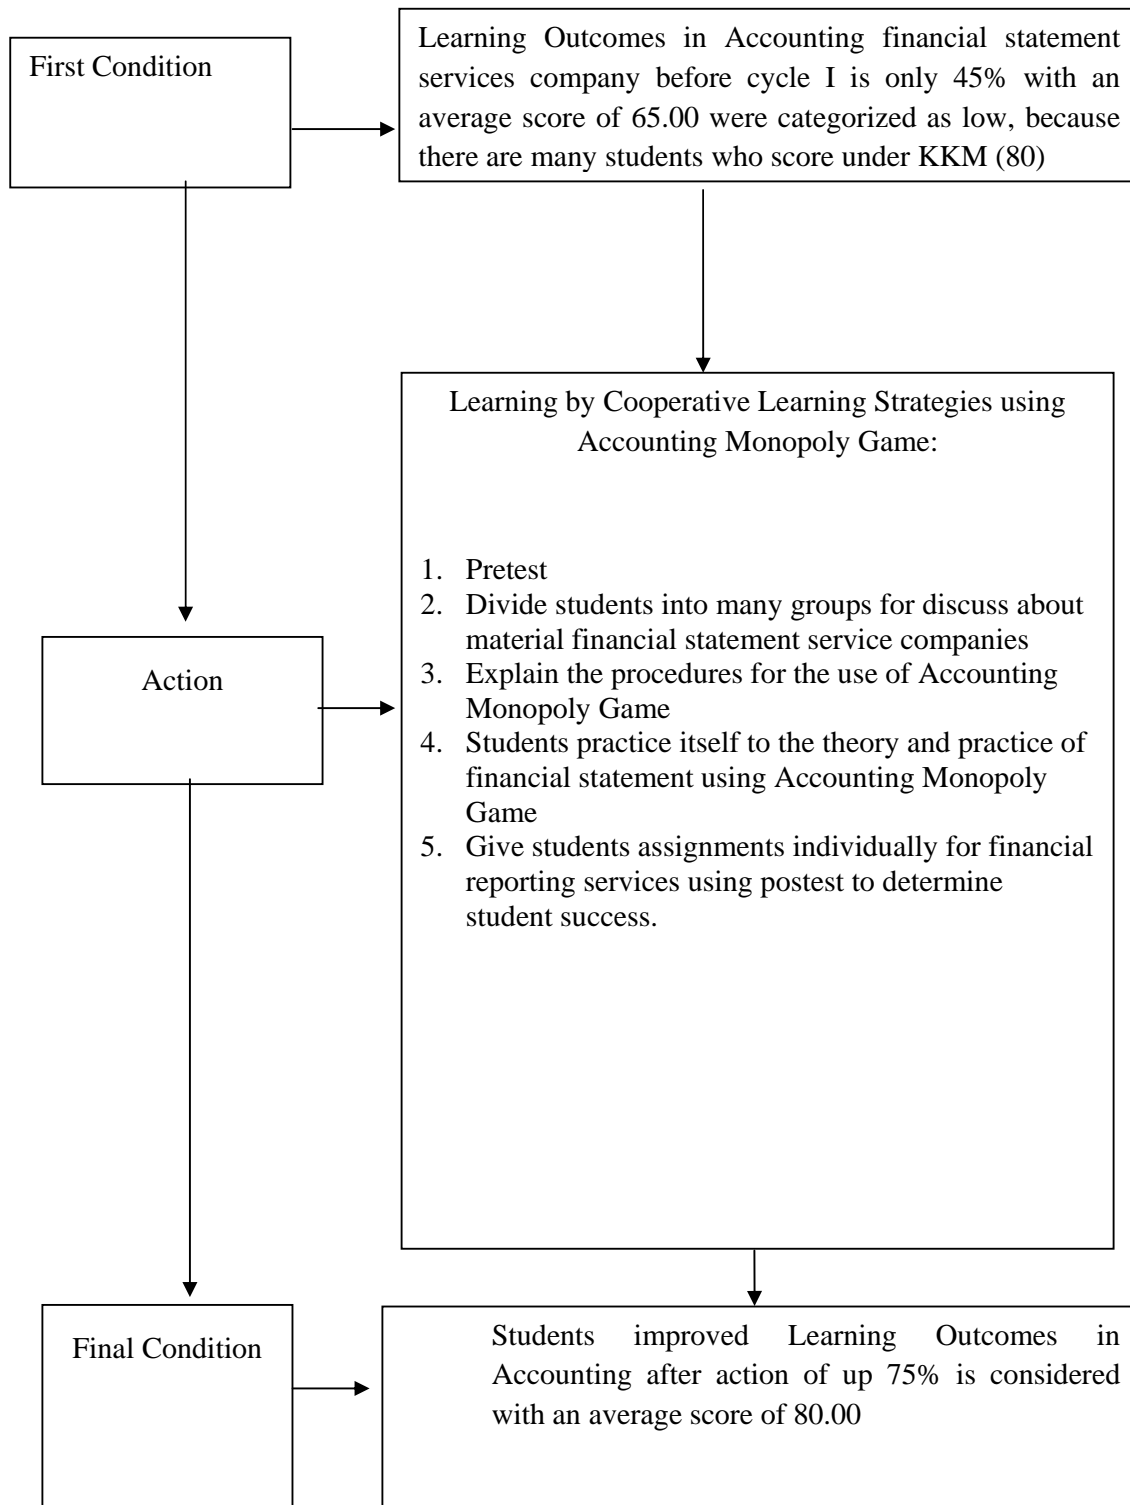 First Condition
Learning Outcomes in Accounting financial statement
services company before cycle I is only 45% with an
average score of 65.00 were categorized as low, because
there are many students who score under KKM (80)
Learning by Cooperative Learning Strategies using
Accounting Monopoly Game:
1. Pretest
2. Divide students into many groups for discuss about
material financial statement service companies
3. Explain the procedures for the use of Accounting
Monopoly Game
4. Students practice itself to the theory and practice of
financial statement using Accounting Monopoly
Game
5. Give students assignments individually for financial
reporting services using postest to determine
student success.
Action
Final Condition
Students improved Learning Outcomes in
Accounting after action of up 75% is considered
with an average score of 80.00